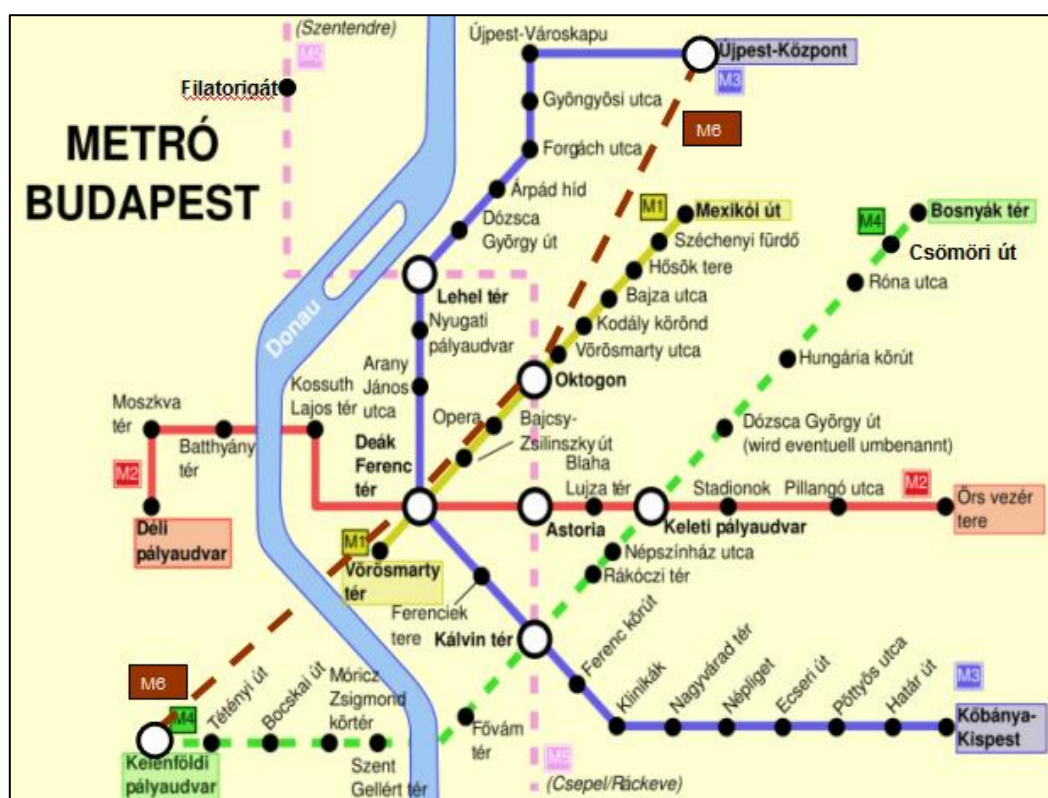 (Szentendre)
M5
Filatorigát
METRÓ
BUDAPEST
Donau
Újpest-Városkapu
Újpest-Központ
M3
M6
Gyöngyösi utca
Forgách utca
Árpád híd
Dózsca
György út
Lehel tér
Nyugati
pályaudvar
Arany
János
utca
M1
Mexikói út
Széchenyi fürdő
Hősök tere
Bajza utca
Kodály körönd
Vörösmarty utca
Oktogon
Opera
Bajcsy-
Zsilinszky út
M4
Bosnyák tér
Csömöri út
Róna utca
Hungária körút
Dózsca György út
(wird eventuell umbenannt)
Moszkva
tér
Batthyány
tér
Kossuth
Lajos tér
M2
Déli
pályaudvar
Deák
Ferenc
tér
Astoria
Blaha
Lujza tér
Keleti pályaudvar
Stadionok
Pillangó utca
M2
Örs vezér
tere
M1
Vörösmarty
tér
Népszínház utca
Rákóczi tér
Ferenciek
tere
Kálvin tér
Ferenc körút
Klinikák
Nagyvárad tér
Népliget
Ecseri út
Pöttyös utca
Határ út
M3
Kőbánya-
Kispest
M6
M4
Kelenföldi
pályaudvar
Tétényi út
Bocskai út
Móricz
Zsigmond
körtér
Szent
Gellért tér
Fővám
tér
M5
(Csepel/Ráckeve)